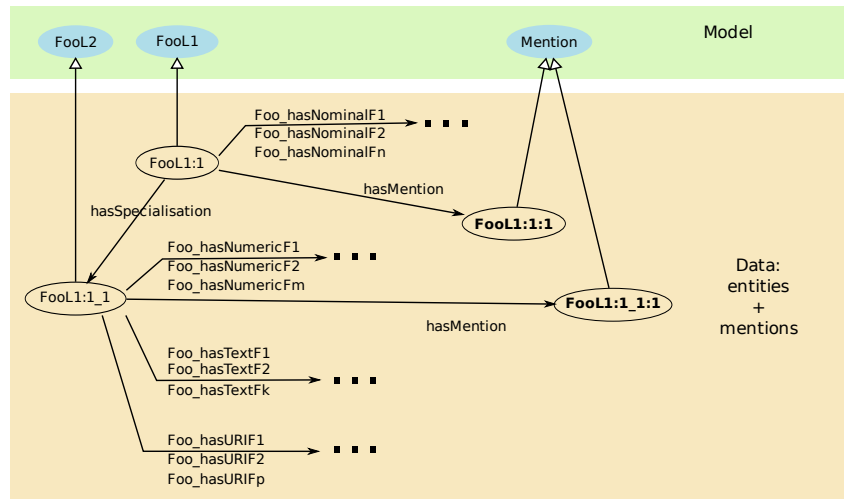 FooL2
FooL1
Mention
Model
Foo_hasNominalF1
Foo_hasNominalF2
Foo_hasNominalFn
FooL1:1
hasMention
hasSpecialisation
FooL1:1:1
Foo_hasNumericF1
Foo_hasNumericF2
Foo_hasNumericFm
Data:
entities
+
mentions
FooL1:1_1
FooL1:1_1:1
hasMention
Foo_hasTextF1
Foo_hasTextF2
Foo_hasTextFk
Foo_hasURIF1
Foo_hasURIF2
Foo_hasURIFp